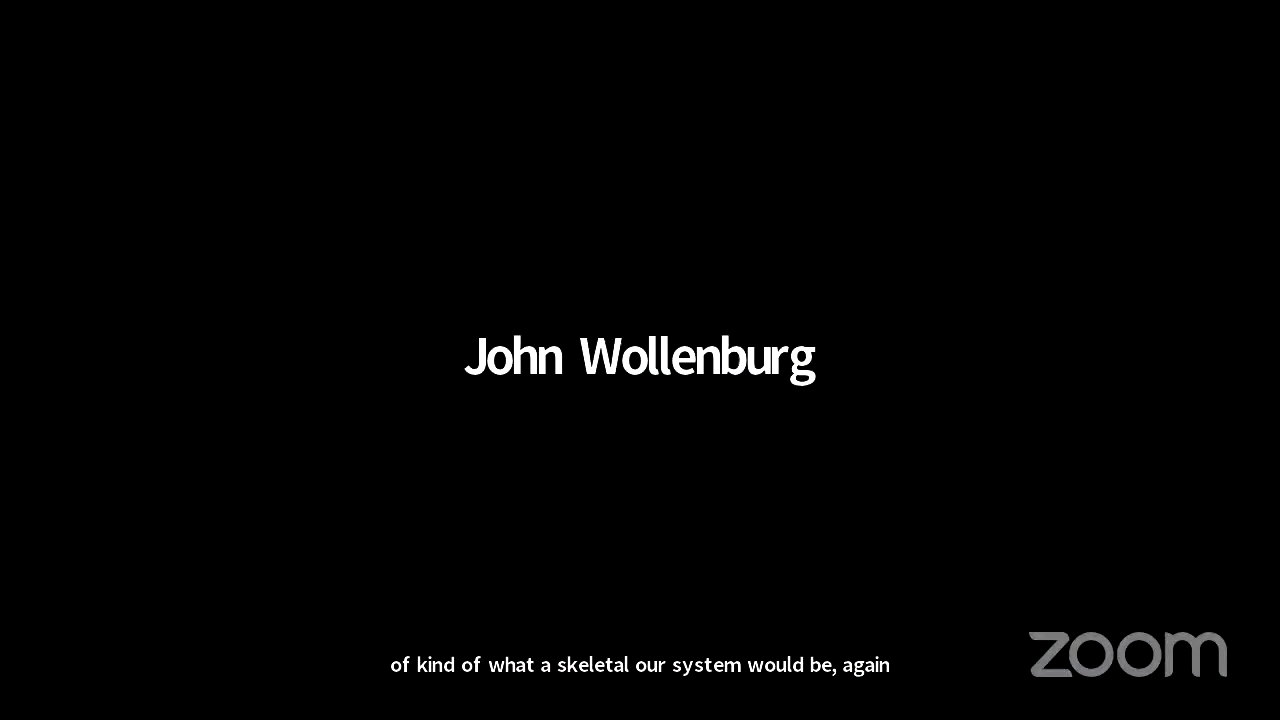 John Wollenburg
of kind of what a skeletal our system would be, again
zoom